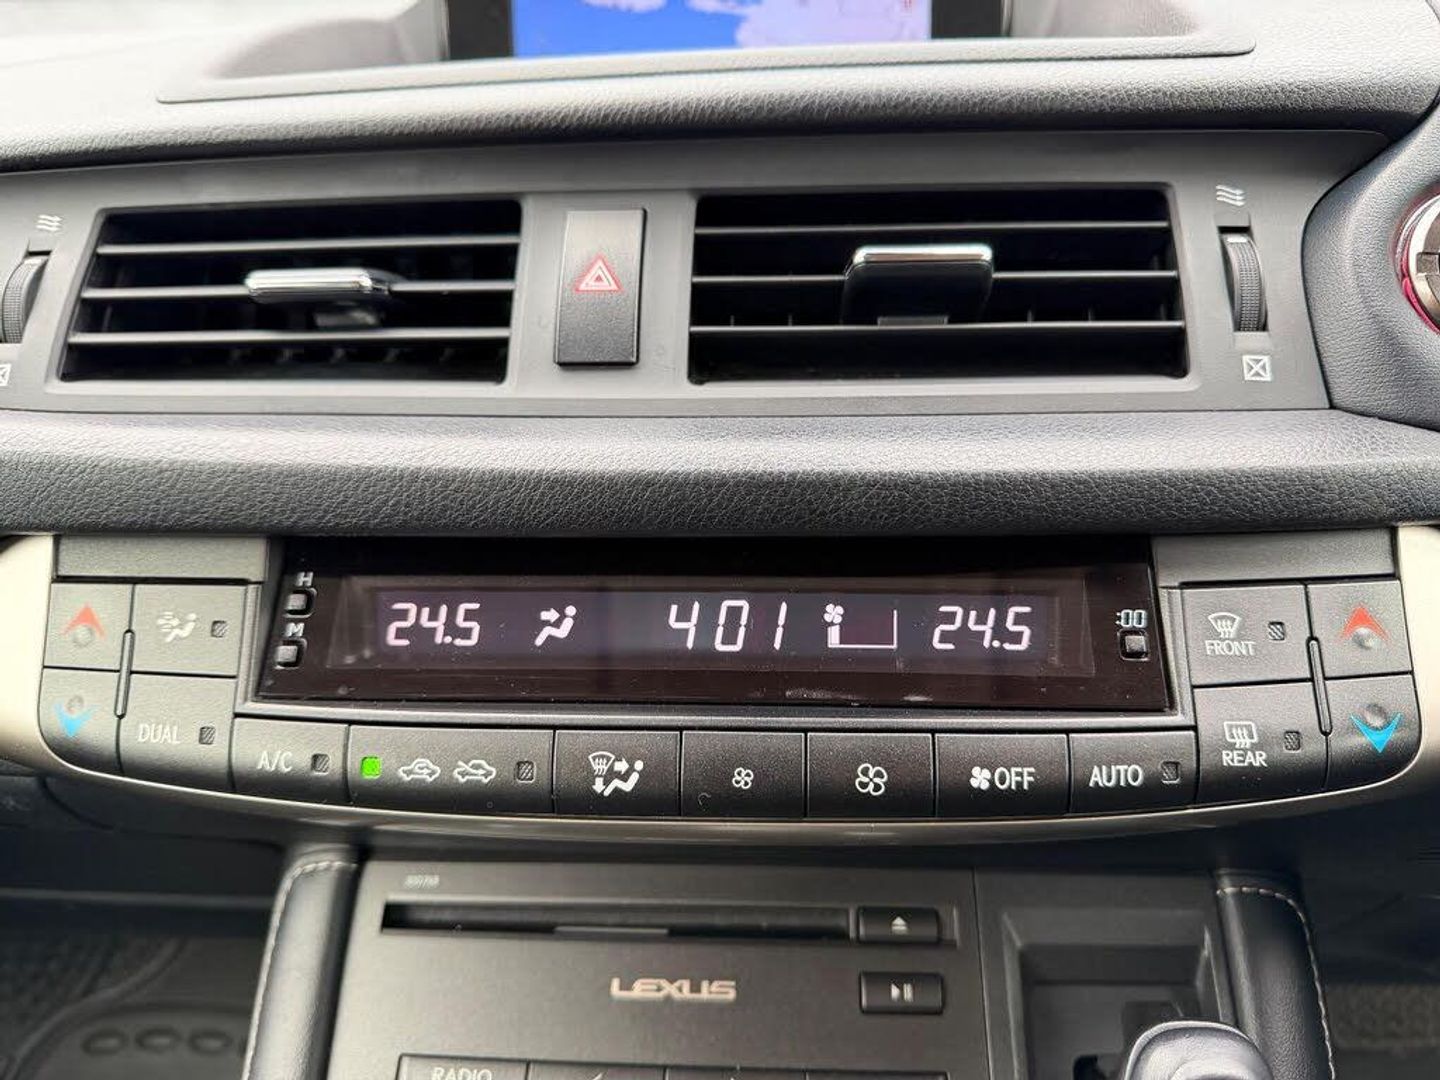 H
M
24.5 401 24.5
:00
FRONT
DUAL
REAR
A/C
OFF
AUTO
LEXUS
RADIO